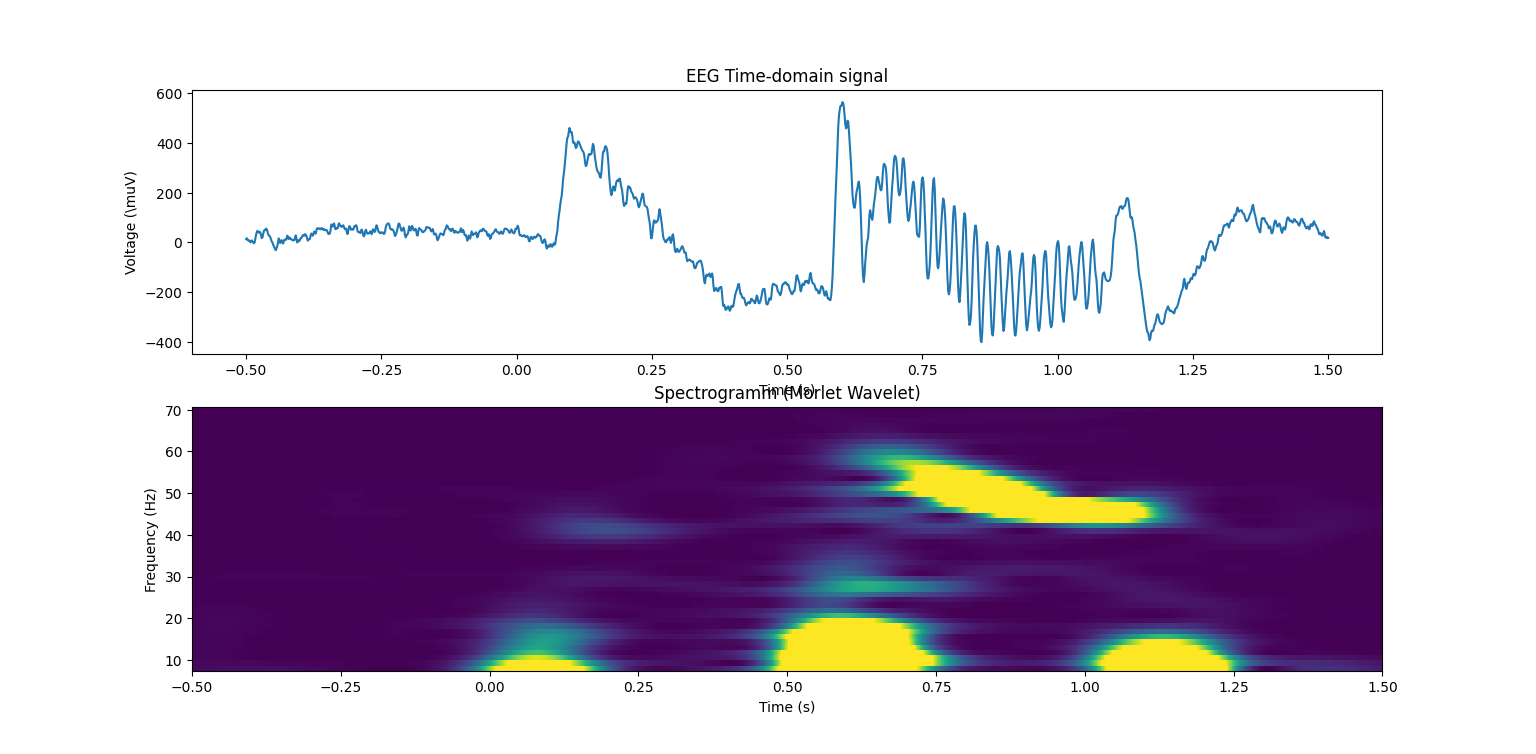 EEG Time-domain signal
600
400
200
0
−200
−400
Voltage (\muV)
−0.50 −0.25 0.00 0.25 0.50 0.75 1.00 1.25 1.50
Time (s)
Spectrogramm (Morlet Wavelet)
70
60
50
40
30
20
10
Frequency (Hz)
−0.50 −0.25 0.00 0.25 0.50 0.75 1.00 1.25 1.50
Time (s)